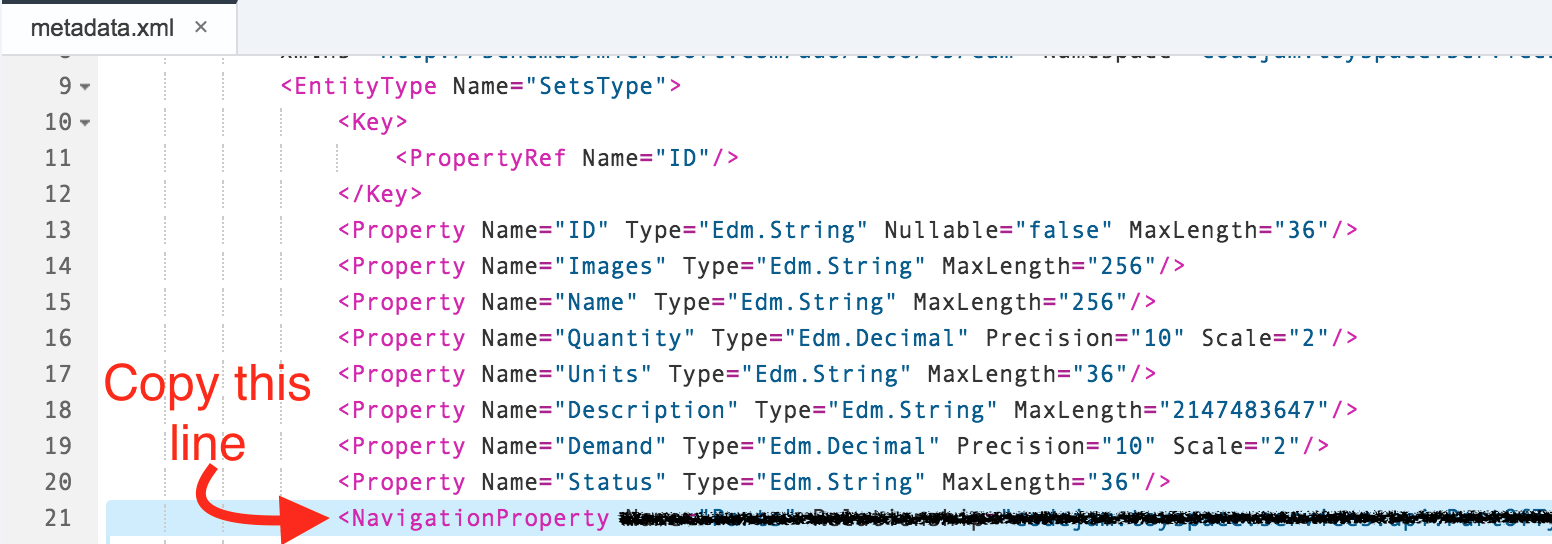 metadata.xml ×
9 <EntityType Name="SetsType">
10 <Key>
11 <PropertyRef Name="ID"/>
12 </Key>
13 <Property Name="ID" Type="Edm.String" Nullable="false" MaxLength="36"/>
14 <Property Name="Images" Type="Edm.String" MaxLength="256"/>
15 <Property Name="Name" Type="Edm.String" MaxLength="256"/>
16 <Property Name="Quantity" Type="Edm.Decimal" Precision="10" Scale="2"/>
17 <Property Name="Units" Type="Edm.String" MaxLength="36"/>
18 <Property Name="Description" Type="Edm.String" MaxLength="2147483647"/>
19 <Property Name="Demand" Type="Edm.Decimal" Precision="10" Scale="2"/>
20 <Property Name="Status" Type="Edm.String" MaxLength="36"/>
Copy this
line
21 <NavigationProperty